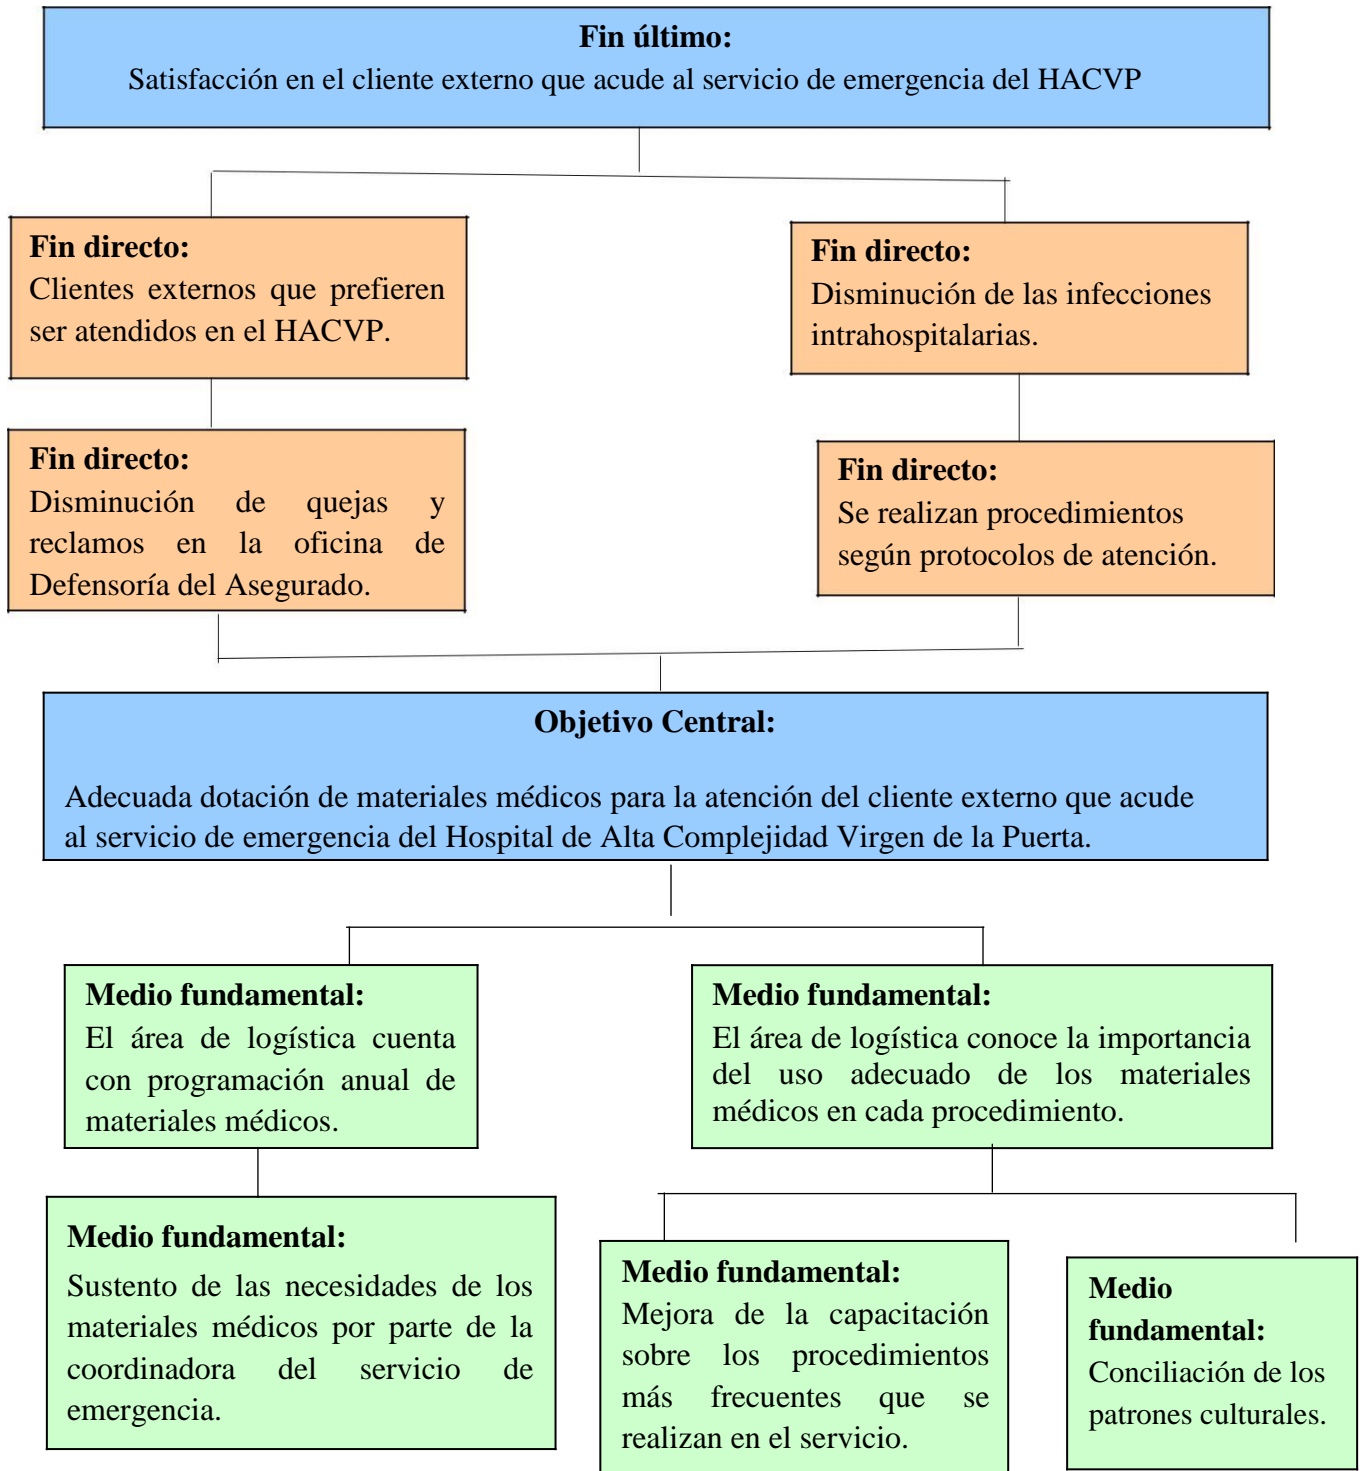 Fin último:
Satisfacción en el cliente externo que acude al servicio de emergencia del HACVP
Fin directo:
Clientes externos que prefieren
ser atendidos en el HACVP.
Fin directo:
Disminución de las infecciones
intrahospitalarias.
Fin directo:
Disminución de quejas y
reclamos en la oficina de
Defensoría del Asegurado.
Fin directo:
Se realizan procedimientos
según protocolos de atención.
Objetivo Central:
Adecuada dotación de materiales médicos para la atención del cliente externo que acude
al servicio de emergencia del Hospital de Alta Complejidad Virgen de la Puerta.
Medio fundamental:
El área de logística cuenta
con programación anual de
materiales médicos.
Medio fundamental:
El área de logística conoce la importancia
del uso adecuado de los materiales
médicos en cada procedimiento.
Medio fundamental:
Sustento de las necesidades de los
materiales médicos por parte de la
coordinadora del servicio de
emergencia.
Medio fundamental:
Mejora de la capacitación
sobre los procedimientos
más frecuentes que se
realizan en el servicio.
Medio
fundamental:
Conciliación de los
patrones culturales.